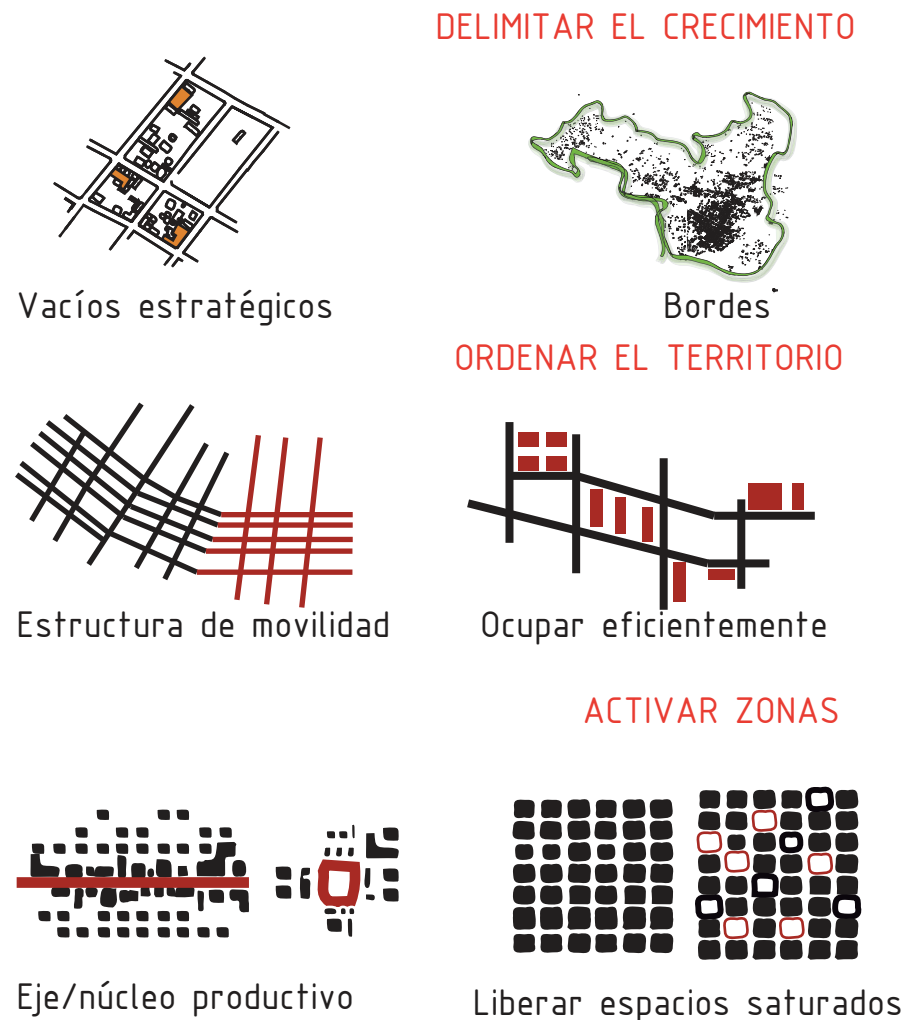 DELIMITAR EL CRECIMIENTO
Vacíos estratégicos
Bordes
ORDENAR EL TERRITORIO
Estructura de movilidad
Ocupar eficientemente
ACTIVAR ZONAS
Eje/núcleo productivo
Liberar espacios saturados